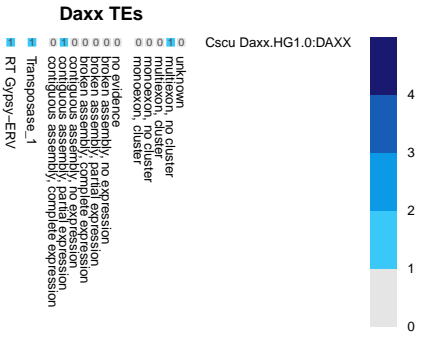 Daxx TEs
1 1 0 1 0 0 0 0 0 0 0 0 1 0 Cscu Daxx.HG1.0:DAXX
RT Gypsy–ERV
Transposase_1
contiguous assembly, complete expression
contiguous assembly, partial expression
contiguous assembly, no expression
broken assembly, complete expression
broken assembly, partial expression
broken assembly, no expression
no evidence
monoexon, cluster
monoexon, no cluster
multiexon, cluster
multiexon, no cluster
unknown
4
3
2
1
0